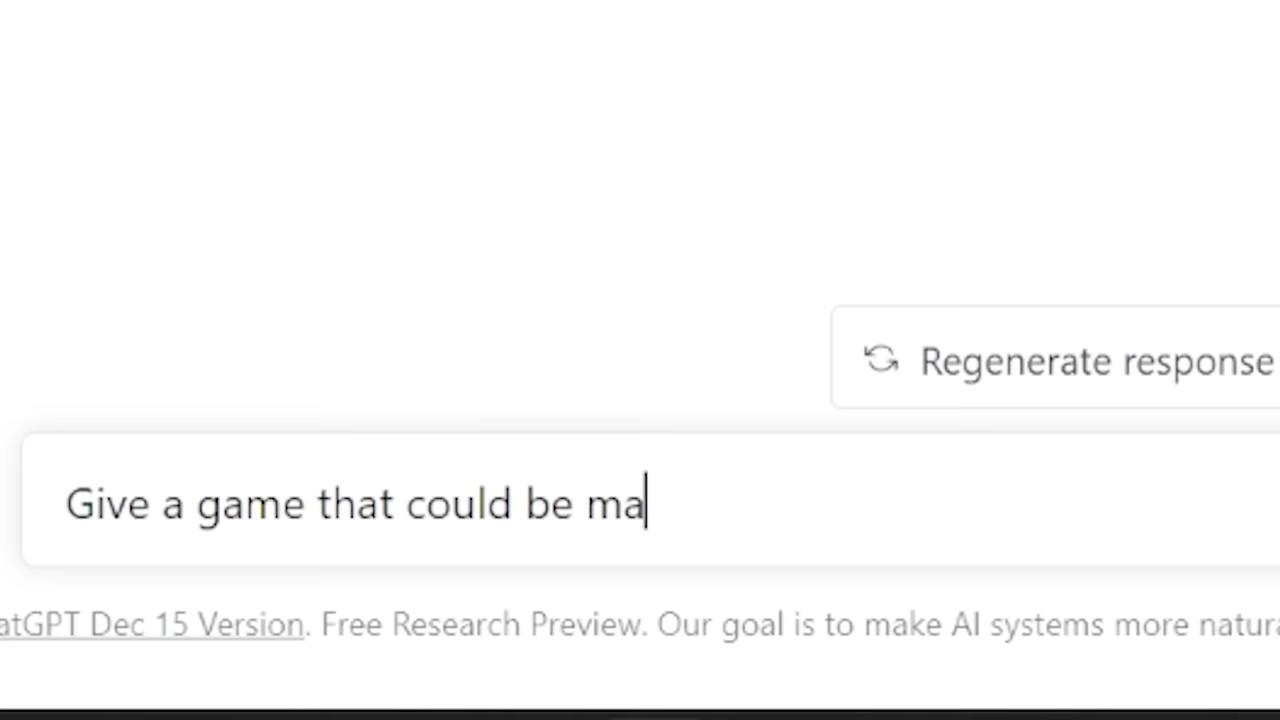 Regenerate response
Give a game that could be ma
atGPT Dec 15 Version. Free Research Preview. Our goal is to make AI systems more natura